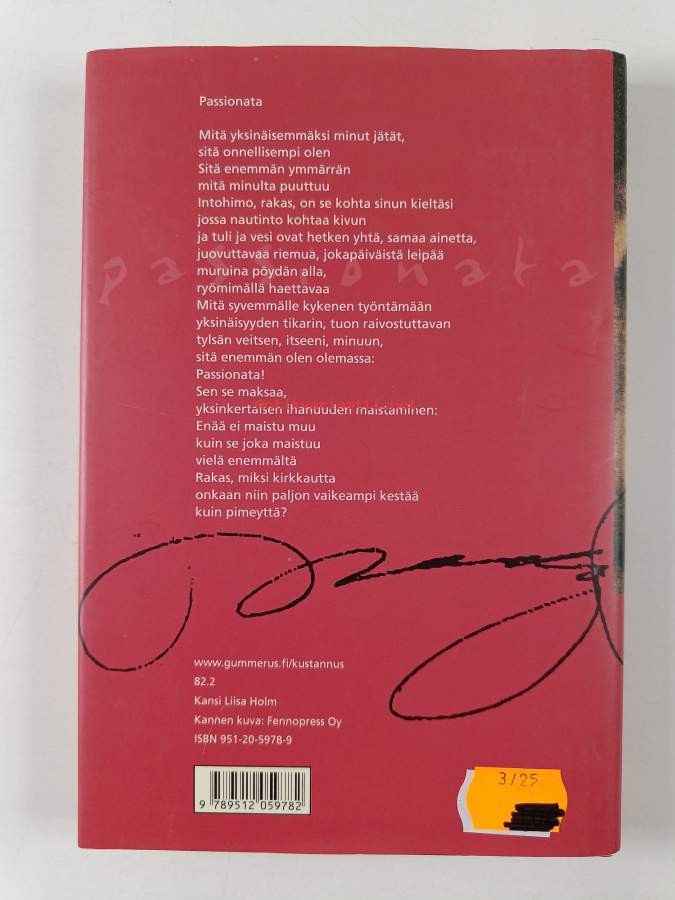 Passionata
Mitä yksinäisemmäksi minut jätät,
sitä onnellisempi olen
Sitä enemmän ymmärrän
mitä minulta puuttuu
Intohimo, rakas, on se kohta sinun kieltäsi
jossa nautinto kohtaa kivun
ja tuli ja vesi ovat hetken yhtä, samaa ainetta,
juovuttavaa riemua, jokapäiväistä leipää
passionata
muruina pöydän alla,
ryömimällä haettavaa
Mitä syvemmälle kykenen työntämään
yksinäisyyden tikarin, tuon raivostuttavan
tylsän veitsen, itseeni, minuun,
sitä enemmän olen olemassa:
Passionata!
Sen se maksaa,
yksinkertaisen ihanuuden maistaminen:
Enää ei maistu muu
kuin se joka maistuu
vielä enemmältä
Rakas, miksi kirkkautta
onkaan niin paljon vaikeampi kestää
kuin pimeyttä?
www.gummerus.fi/kustannus
82.2
Kansi Liisa Holm
Kannen kuva: Fennopress Oy
ISBN 951-20-5978-9
9 789512 059782
3/25